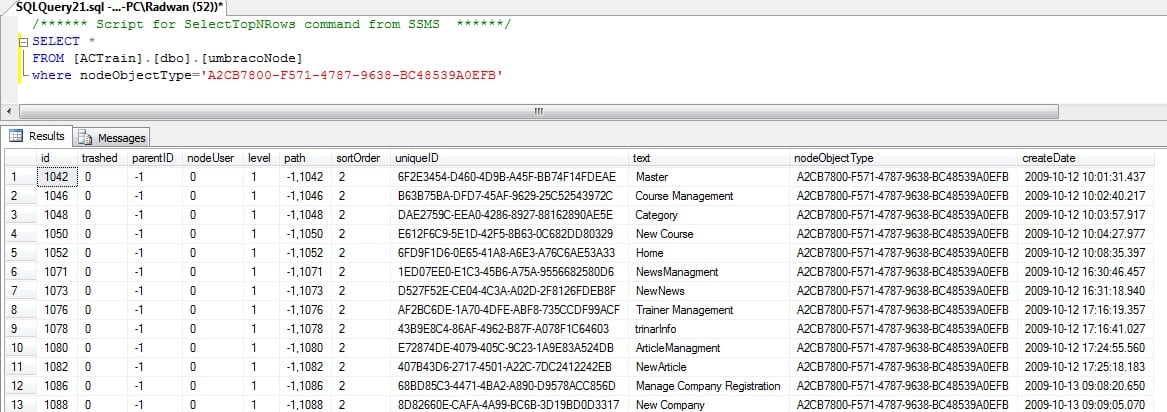 SQLQuery21.sql -...-PC\Radwan (52))*
/****** Script for SelectTopNRows command from SSMS ******/
SELECT *
FROM [ACTrain].[dbo].[umbracoNode]
where nodeObjectType='A2CB7800-F571-4787-9638-BC48539A0EFB'
Results Messages
id trashed parentID nodeUser level path sortOrder uniqueID text nodeObjectType createDate
1 1042 0 -1 0 1 -1,1042 2 6F2E3454-D460-4D9B-A45F-BB74F14FDEAE Master A2CB7800-F571-4787-9638-BC48539A0EFB 2009-10-12 10:01:31.437
2 1046 0 -1 0 1 -1,1046 2 B63B75BA-DFD7-45AF-9629-25C52543972C Course Management A2CB7800-F571-4787-9638-BC48539A0EFB 2009-10-12 10:02:40.217
3 1048 0 -1 0 1 -1,1048 2 DAE2759C-EEA0-4286-8927-88162890AE5E Category A2CB7800-F571-4787-9638-BC48539A0EFB 2009-10-12 10:03:57.917
4 1050 0 -1 0 1 -1,1050 2 E612F6C9-5E1D-42F5-8B63-0C682DD80329 New Course A2CB7800-F571-4787-9638-BC48539A0EFB 2009-10-12 10:04:27.977
5 1052 0 -1 0 1 -1,1052 2 6FD9F1D6-0E65-41A8-A6E3-A76C6AE53A33 Home A2CB7800-F571-4787-9638-BC48539A0EFB 2009-10-12 10:08:35.397
6 1071 0 -1 0 1 -1,1071 2 1ED07EE0-E1C3-45B6-A75A-9556682580D6 NewsManagment A2CB7800-F571-4787-9638-BC48539A0EFB 2009-10-12 16:30:46.457
7 1073 0 -1 0 1 -1,1073 2 D527F52E-CE04-4C3A-A02D-2F8126FDEB8F NewNews A2CB7800-F571-4787-9638-BC48539A0EFB 2009-10-12 16:31:18.940
8 1076 0 -1 0 1 -1,1076 2 AF2BC6DE-1A70-4DFE-ABF8-735CCDF99ACF Trainer Management A2CB7800-F571-4787-9638-BC48539A0EFB 2009-10-12 17:16:19.357
9 1078 0 -1 0 1 -1,1078 2 43B9E8C4-86AF-4962-B87F-A078F1C64603 trinarInfo A2CB7800-F571-4787-9638-BC48539A0EFB 2009-10-12 17:16:41.027
10 1080 0 -1 0 1 -1,1080 2 E72874DE-4079-405C-9C23-1A9E83A524DB ArticleManagment A2CB7800-F571-4787-9638-BC48539A0EFB 2009-10-12 17:24:55.560
11 1082 0 -1 0 1 -1,1082 2 407B43D6-2717-4501-A22C-7DC2412242EB NewArticle A2CB7800-F571-4787-9638-BC48539A0EFB 2009-10-12 17:25:18.183
12 1086 0 -1 0 1 -1,1086 2 68BD85C3-4471-4BA2-A890-D9578ACC856D Manage Company Registration A2CB7800-F571-4787-9638-BC48539A0EFB 2009-10-13 09:08:20.650
13 1088 0 -1 0 1 -1,1088 2 8D82660E-CAFA-4A99-BC6B-3D19BD0D3317 New Company A2CB7800-F571-4787-9638-BC48539A0EFB 2009-10-13 09:09:05.070